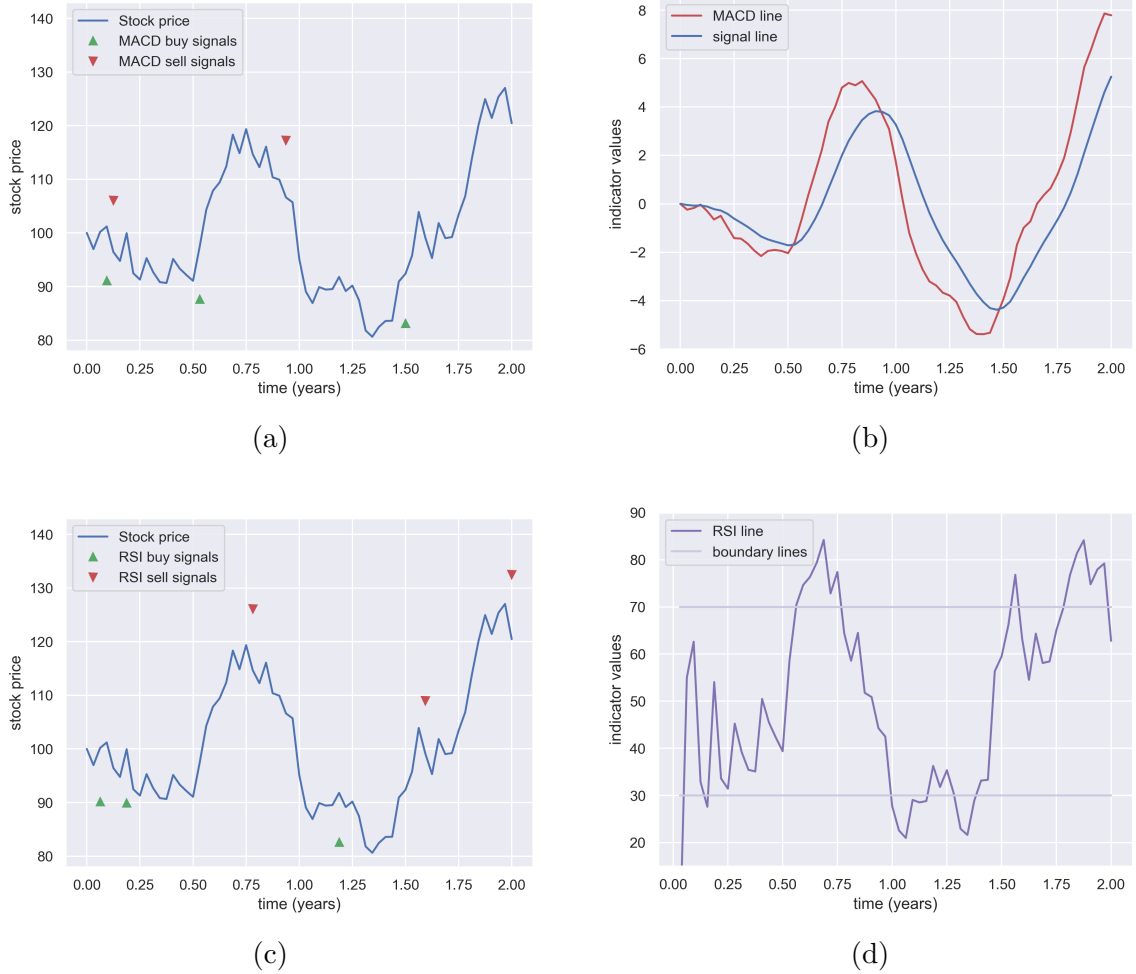 Stock price
MACD buy signals
MACD sell signals
140
130
120
110
100
90
80
stock price
0.00 0.25 0.50 0.75 1.00 1.25 1.50 1.75 2.00
time (years)
(a)
MACD line
signal line
8
6
4
2
0
−2
−4
−6
indicator values
0.00 0.25 0.50 0.75 1.00 1.25 1.50 1.75 2.00
time (years)
(b)
Stock price
RSI buy signals
RSI sell signals
140
130
120
110
100
90
80
stock price
0.00 0.25 0.50 0.75 1.00 1.25 1.50 1.75 2.00
time (years)
(c)
RSI line
boundary lines
90
80
70
60
50
40
30
20
indicator values
0.00 0.25 0.50 0.75 1.00 1.25 1.50 1.75 2.00
time (years)
(d)